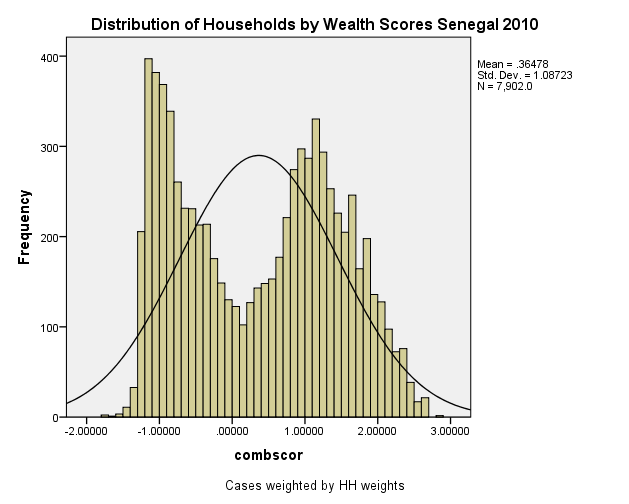 Distribution of Households by Wealth Scores Senegal 2010
Mean = .36478
Std. Dev. = 1.08723
N = 7,902.0
Frequency
400
300
200
100
0
-2.00000 -1.00000 .00000 1.00000 2.00000 3.00000
combscor
Cases weighted by HH weights